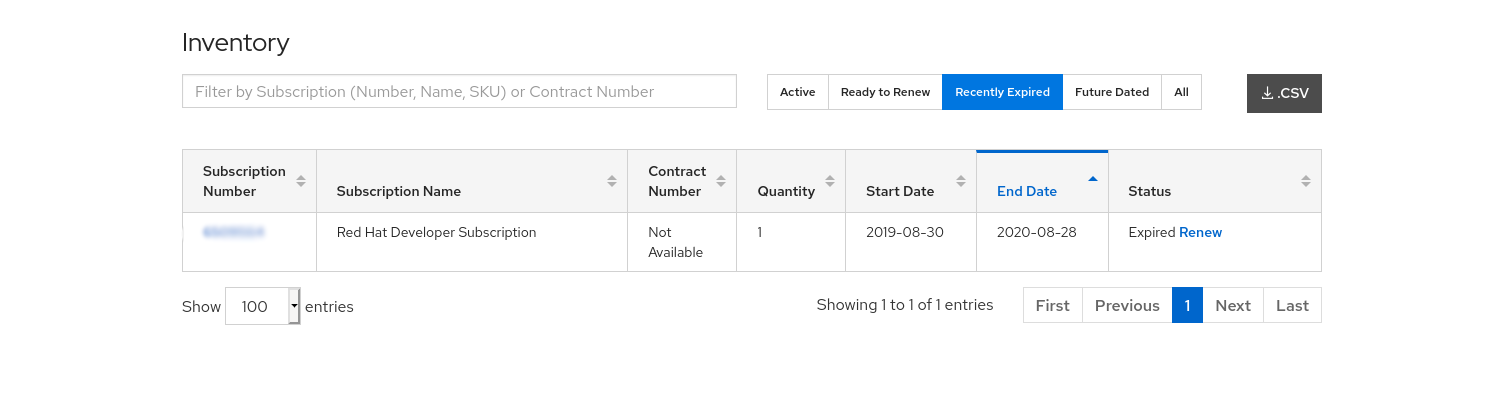 Inventory
Filter by Subscription (Number, Name, SKU) or Contract Number
Active Ready to Renew Recently Expired Future Dated All
.CSV
Subscription Number Subscription Name Contract Number Quantity Start Date End Date Status
Red Hat Developer Subscription Not Available 1 2019-08-30 2020-08-28 Expired Renew
Show 100 entries
Showing 1 to 1 of 1 entries
First Previous 1 Next Last